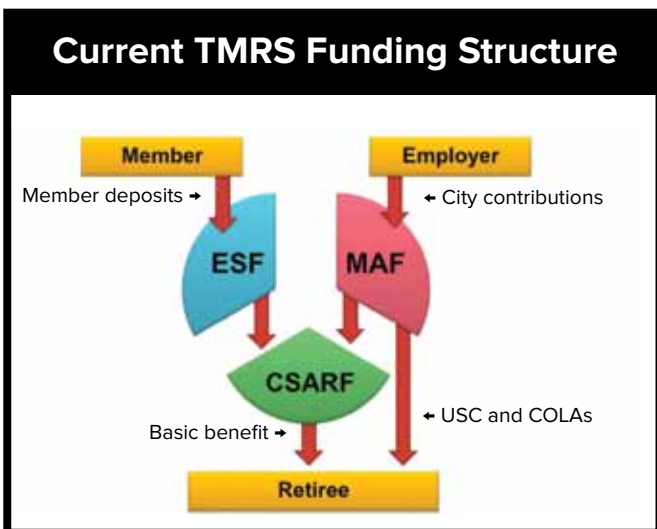 Current TMRS Funding Structure
Member
Employer
Member deposits →
← City contributions
ESF
MAF
CSARF
← USC and COLAs
Basic benefit →
Retiree